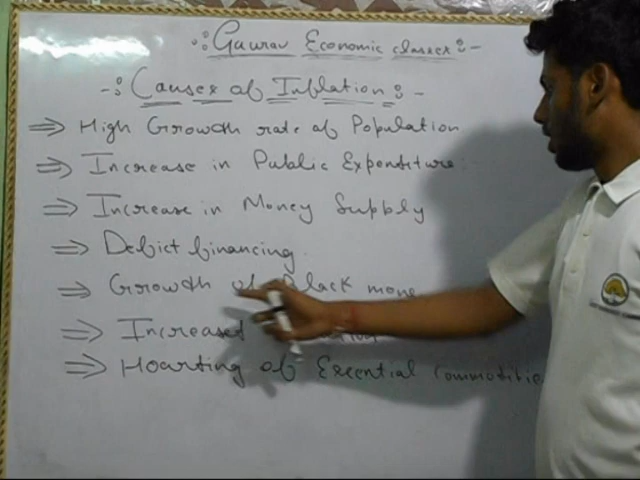 Gaurav Economic classes
Causes of Inflation
High Growth rate of Population
Increase in Public Expenditure
Increase in Money Supply
Deficit financing
Growth of Black mone
Increased
Hoarting of Essential Commoditie